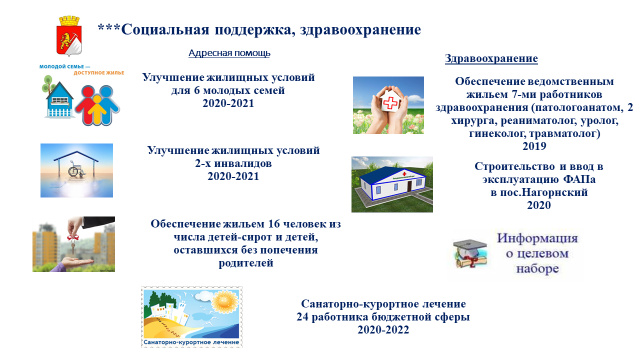 ***Социальная поддержка, здравоохранение
Адресная помощь
МОЛОДОЙ СЕМЬЕ —
ДОСТУПНОЕ ЖИЛЬЕ
Улучшение жилищных условий
для 6 молодых семей
2020-2021
Улучшение жилищных условий
2-х инвалидов
2020-2021
Обеспечение жильем 16 человек из
числа детей-сирот и детей,
оставшихся без попечения
родителей
Здравоохранение
Обеспечение ведомственным
жильем 7-ми работников
здравоохранения (патологоанатом, 2
хирурга, реаниматолог, уролог,
гинеколог, травматолог)
2019
Строительство и ввод в
эксплуатацию ФАПа
в пос.Нагорнский
2020
Информация
о целевом
наборе
Санаторно-курортное лечение
Санаторно-курортное лечение
24 работника бюджетной сферы
2020-2022